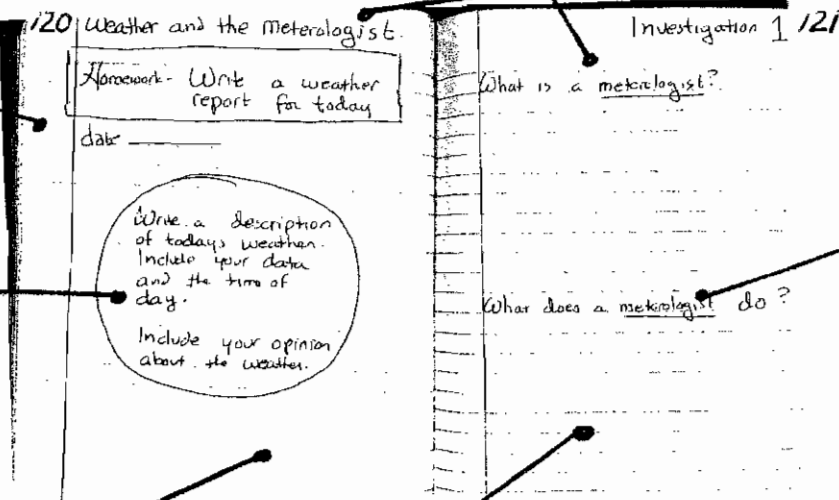 120 Weather and the Meterologist.
Homework- Write a weather
report for today
date
Write a description
of todays weather.
Include your data
and the time of
day.
Include your opinion
about the weather.
Investigation 1 121
What is a meterologist?
What does a meterologist do?